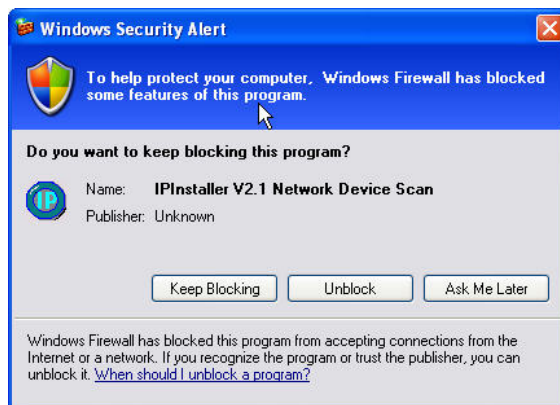 Windows Security Alert
To help protect your computer, Windows Firewall has blocked
some features of this program.
Do you want to keep blocking this program?
IP
Name: IPInstaller V2.1 Network Device Scan
Publisher: Unknown
Keep Blocking Unblock Ask Me Later
Windows Firewall has blocked this program from accepting connections from the
Internet or a network. If you recognize the program or trust the publisher, you can
unblock it. When should I unblock a program?